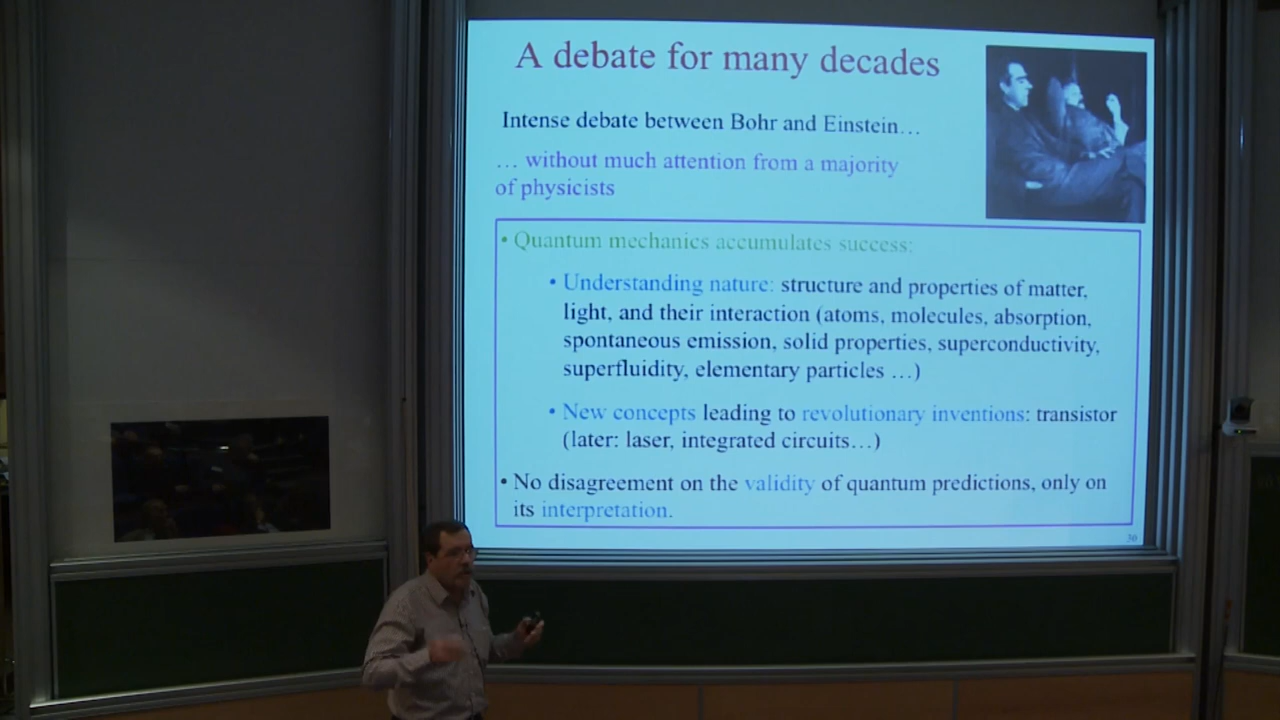 A debate for many decades
Intense debate between Bohr and Einstein…
… without much attention from a majority
of physicists
• Quantum mechanics accumulates success:
• Understanding nature: structure and properties of matter,
light, and their interaction (atoms, molecules, absorption,
spontaneous emission, solid properties, superconductivity,
superfluidity, elementary particles …)
• New concepts leading to revolutionary inventions: transistor
(later: laser, integrated circuits…)
• No disagreement on the validity of quantum predictions, only on
its interpretation.
36